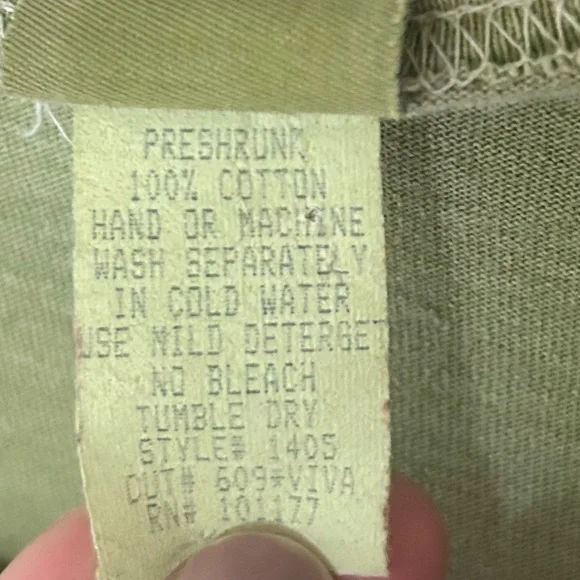 PRESHRUNK
100% COTTON
HAND OR MACHINE
WASH SEPARATELY
IN COLD WATER
USE MILD DETERGET
NO BLEACH
TUMBLE DRY
STYLE# 1405
CUT# 609*VIVA
RN# 101177